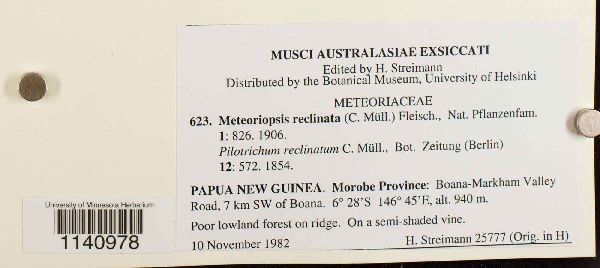 MUSCI AUSTRALASIAE EXSICCATI
Edited by H. Streimann
Distributed by the Botanical Museum, University of Helsinki
METEORIACEAE
623. Meteoriopsis reclinata (C. Müll.) Fleisch., Nat. Pflanzenfam.
1: 826. 1906.
Pilotrichum reclinatum C. Müll., Bot. Zeitung (Berlin)
12: 572. 1854.
PAPUA NEW GUINEA. Morobe Province: Boana-Markham Valley
Road, 7 km SW of Boana. 6° 28'S 146° 45'E, alt. 940 m.
Poor lowland forest on ridge. On a semi-shaded vine.
10 November 1982 H. Streimann 25777 (Orig. in H)
University of Minnesota Herbarium
1140978